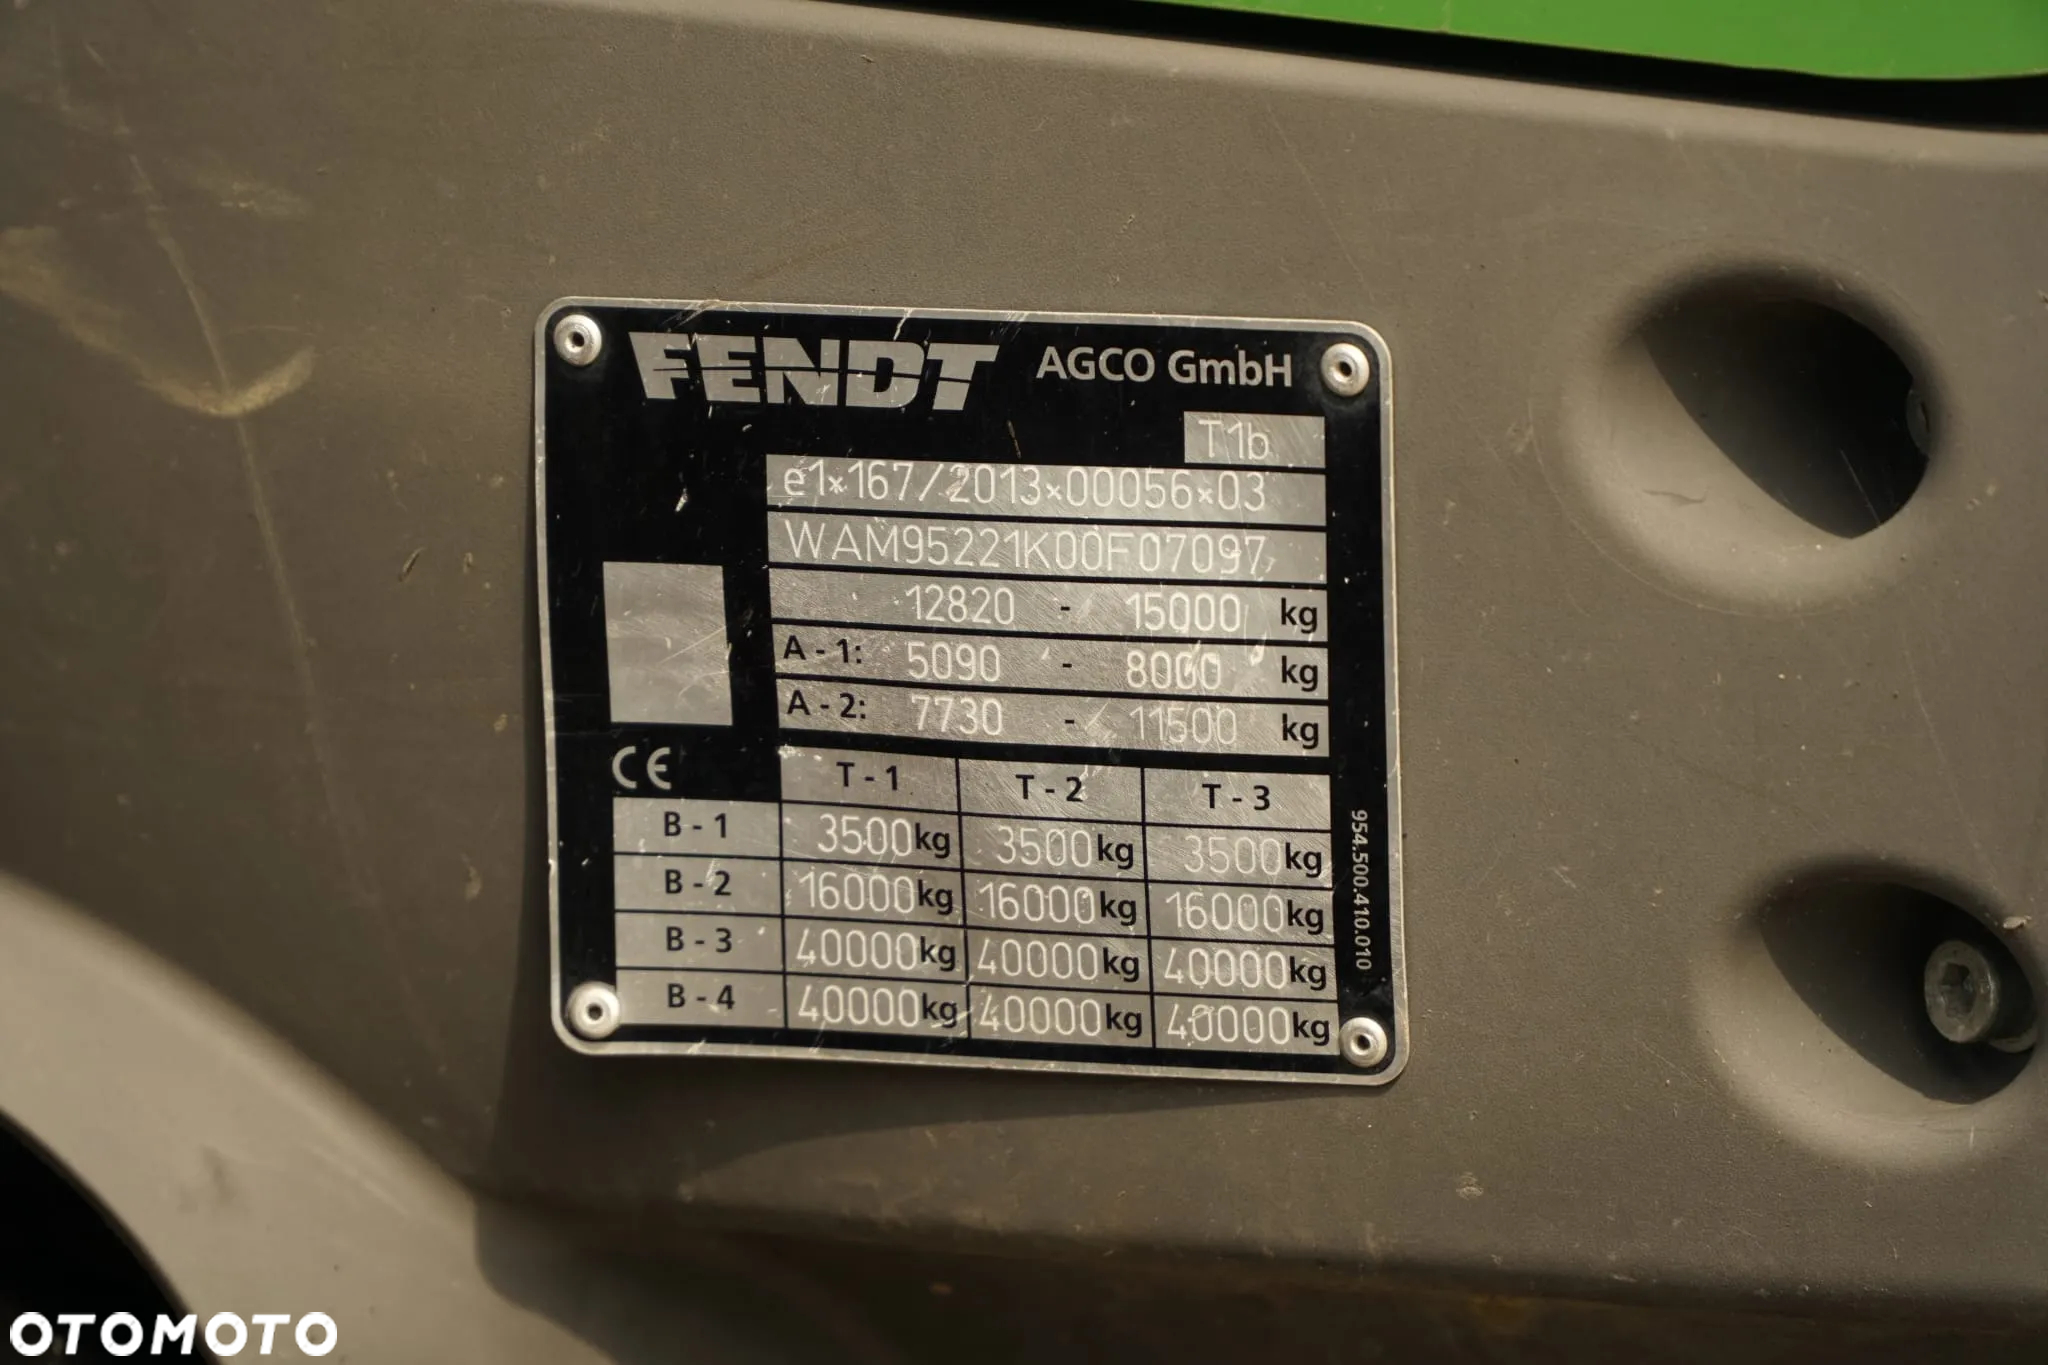 FENDT AGCO GmbH
T1b
e1*167/2013*00056*03
WAM95221K00F07097
12820 - 15000 kg
A - 1: 5090 - 8000 kg
A - 2: 7730 - 11500 kg
CE T - 1 T - 2 T - 3
B - 1 3500kg 3500kg 3500kg
B - 2 16000kg 16000kg 16000kg
B - 3 40000kg 40000kg 40000kg
B - 4 40000kg 40000kg 40000kg
954.500.410.010
OTOMOTO